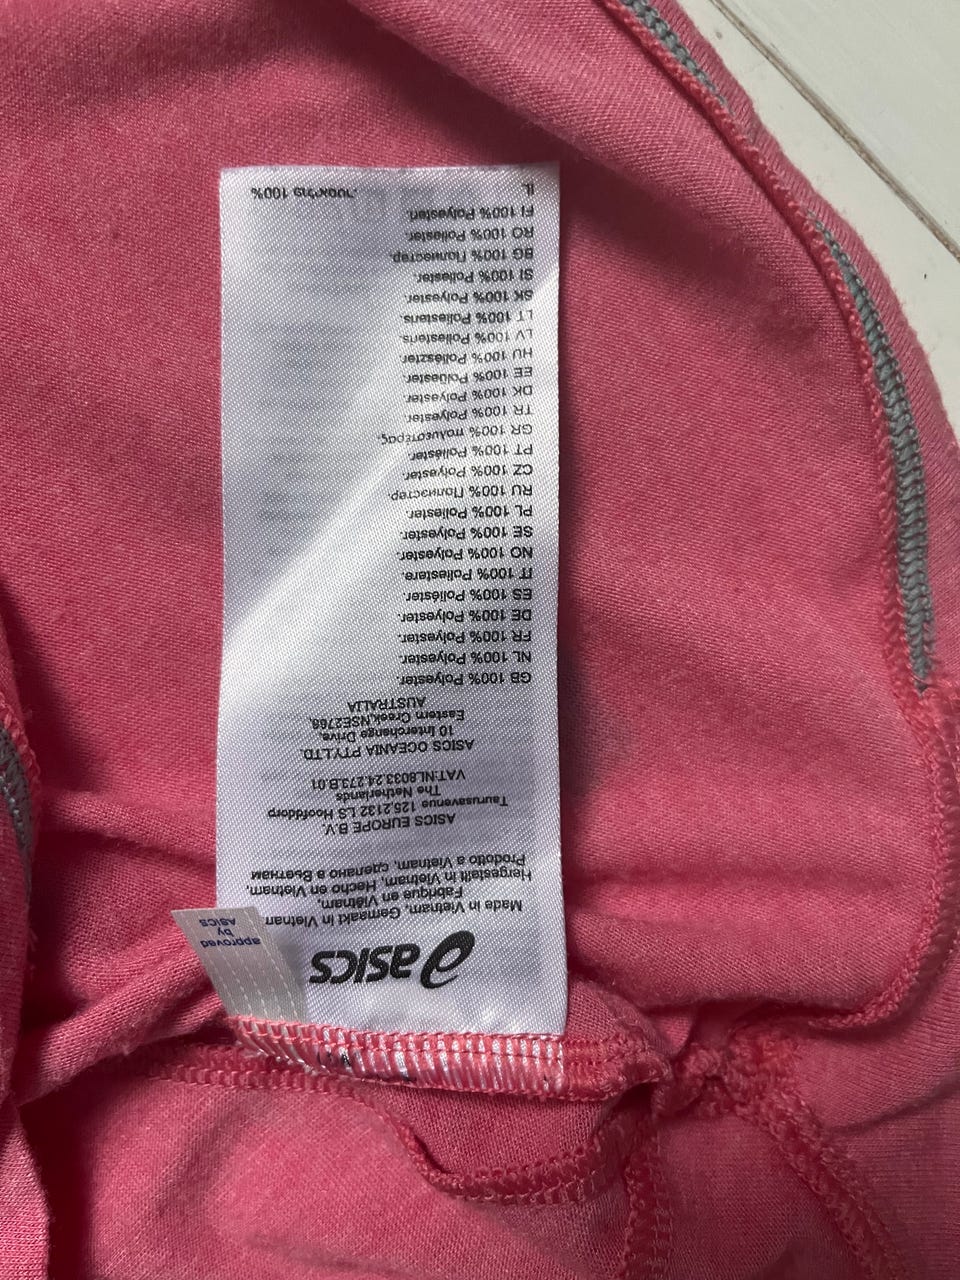 asics
approved
by
ASICS
Made in Vietnam, Gemaakt in Vietnam
Fabrique en Viêtnam,
Hergestellt in Vietnam, Hecho en Vietnam,
Prodotto a Vietnam, сделано в Вьетнам
ASICS EUROPE B.V.
Taurusavenue 125,2132 LS Hoofddorp
The Netherlands
VAT:NL8033.24.273.B.01
ASICS OCEANIA PTY.LTD.
10 Interchange Drive,
Eastern Creek,NSE2766,
AUSTRALIA
GB 100% Polyester.
NL 100% Polyester.
FR 100% Polyester.
DE 100% Polyester.
ES 100% Poliéster.
IT 100% Poliestere.
NO 100% Polyester.
SE 100% Polyester.
PL 100% Poliester.
RU 100% Полиэстер.
CZ 100% Polyester.
PT 100% Poliéster.
GR 100% πολυεστέρας.
TR 100% Polyester.
DK 100% Polyester.
EE 100% Polüester.
HU 100% Poliészter.
LV 100% Poliesteris.
LT 100% Poliesteris.
SK 100% Polyester.
SI 100% Poliester.
BG 100% Полиестер.
RO 100% Poliester.
FI 100% Polyesteri.
IL 100% פוליאסטר.